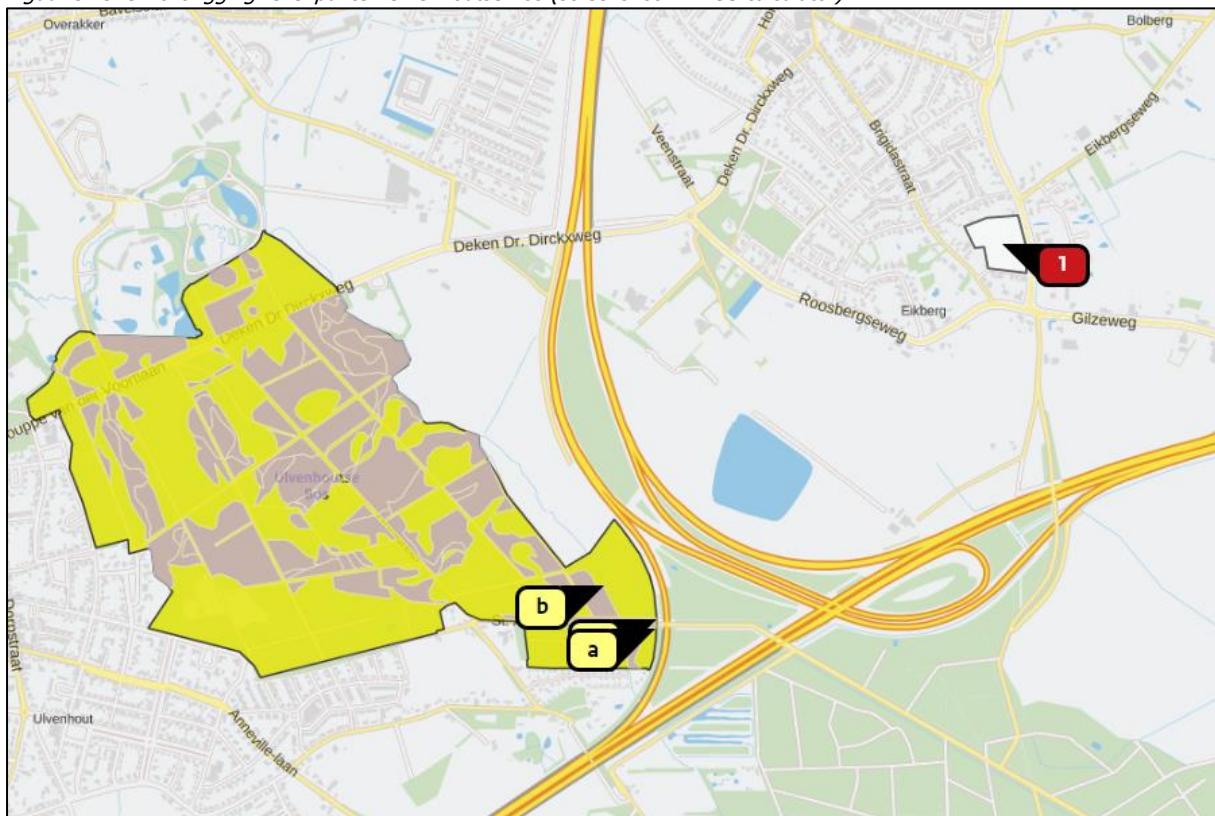 Overakker
Bolberg
Eikbergseweg
Brigidastraat
Veenstraat
Deken Dr. Dirckxweg
Deken Dr. Dirckxweg
1
Roosbergseweg
Eikberg
Gilzeweg
Deken Dr Dirckxweg
Ulvenhoutse
Bos
b
a
Dorpstraat
Ulvenhout
Anneville-laan